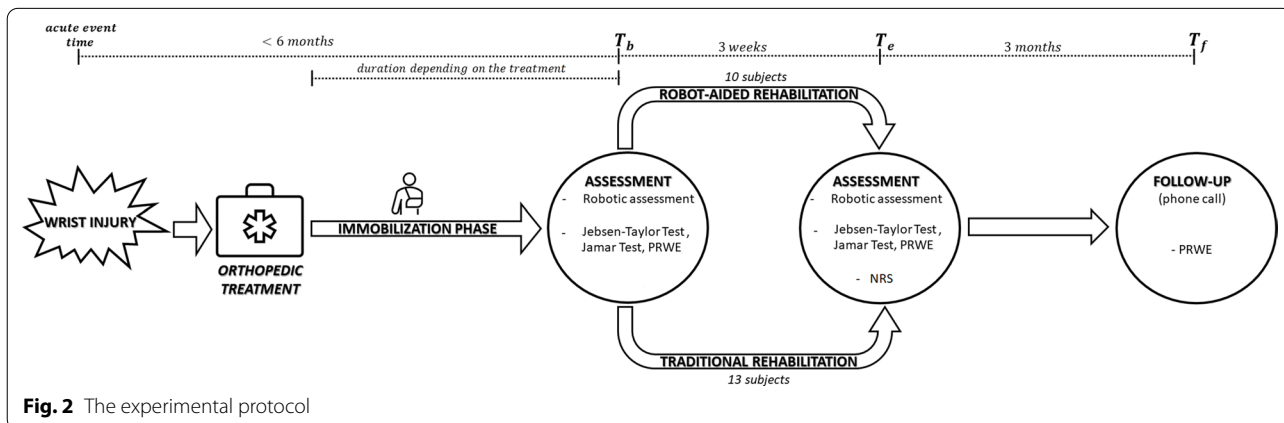 acute event
time
< 6 months
T_b
3 weeks
T_e
3 months
T_f
duration depending on the treatment
10 subjects
ROBOT-AIDED REHABILITATION
WRIST INJURY
ORTHOPEDIC
TREATMENT
IMMOBILIZATION PHASE
ASSESSMENT
- Robotic assessment
- Jebsen-Taylor Test ,
Jamar Test, PRWE
ASSESSMENT
- Robotic assessment
- Jebsen-Taylor Test ,
Jamar Test, PRWE
- NRS
FOLLOW-UP
(phone call)
- PRWE
TRADITIONAL REHABILITATION
13 subjects
Fig. 2 The experimental protocol